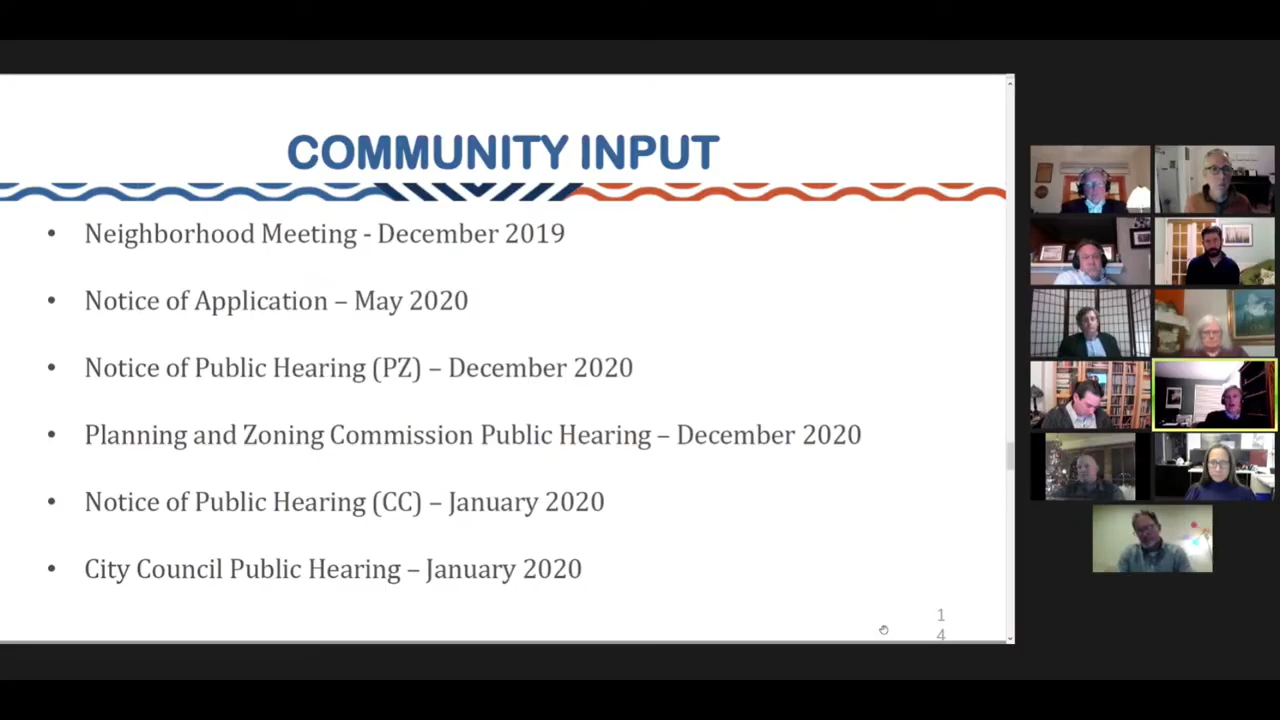 COMMUNITY INPUT
• Neighborhood Meeting - December 2019
• Notice of Application – May 2020
• Notice of Public Hearing (PZ) – December 2020
• Planning and Zoning Commission Public Hearing – December 2020
• Notice of Public Hearing (CC) – January 2020
• City Council Public Hearing – January 2020
1
4